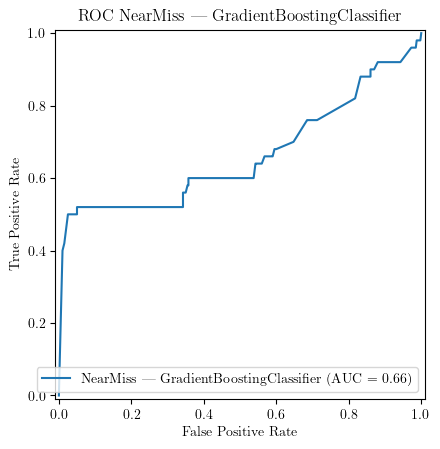 ROC NearMiss — GradientBoostingClassifier
1.0
0.8
0.6
0.4
0.2
0.0
True Positive Rate
NearMiss — GradientBoostingClassifier (AUC = 0.66)
0.0 0.2 0.4 0.6 0.8 1.0
False Positive Rate